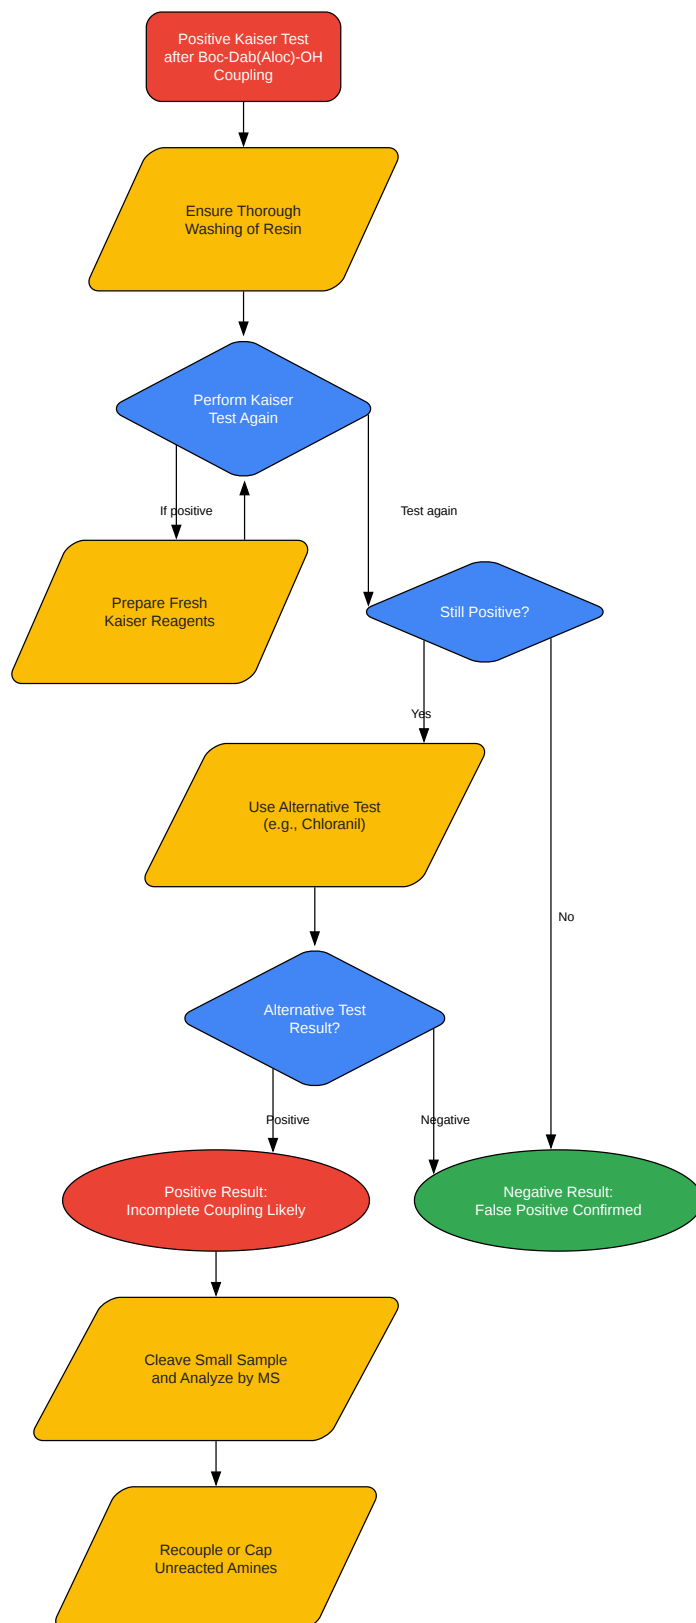 Positive Kaiser Test
after Boc-Dab(Aloc)-OH
Coupling
Ensure Thorough
Washing of Resin
Perform Kaiser
Test Again
If positive
Test again
Prepare Fresh
Kaiser Reagents
Still Positive?
Yes
Use Alternative Test
(e.g., Chloranil)
No
Alternative Test
Result?
Positive
Negative
Positive Result:
Incomplete Coupling Likely
Negative Result:
False Positive Confirmed
Cleave Small Sample
and Analyze by MS
Recouple or Cap
Unreacted Amines